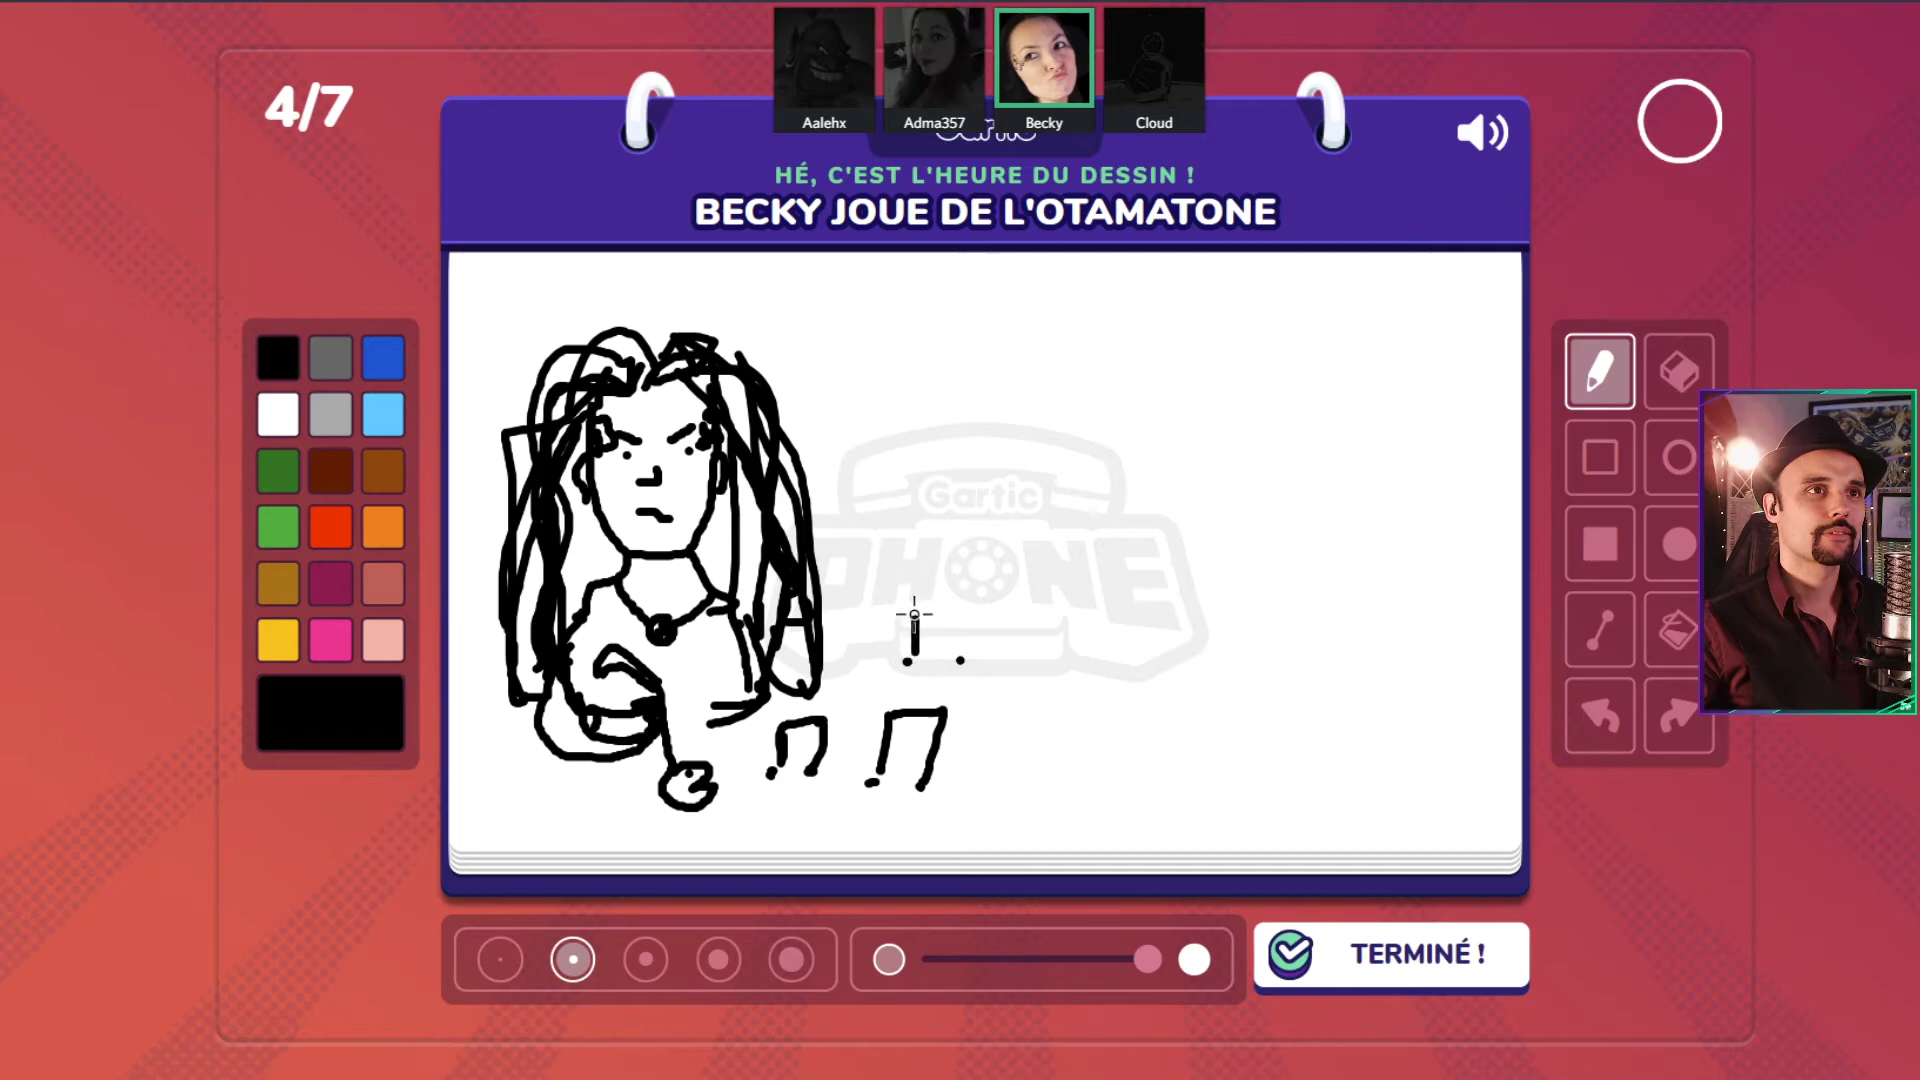 4/7
Aalehx
Adma357
Becky
Cloud
HÉ, C'EST L'HEURE DU DESSIN !
BECKY JOUE DE L'OTAMATONE
Gartic
PHONE
TERMINÉ !